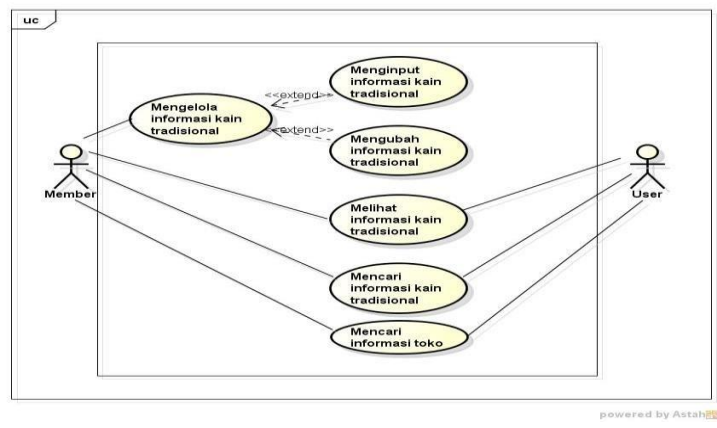 uc
Menginput
informasi kain
tradisional
<<extend>>
Mengelola
informasi kain
tradisional
<<extend>>
Mengubah
informasi kain
tradisional
Member
User
Melihat
informasi kain
tradisional
Mencari
informasi kain
tradisional
Mencari
informasi toko
powered by Astah